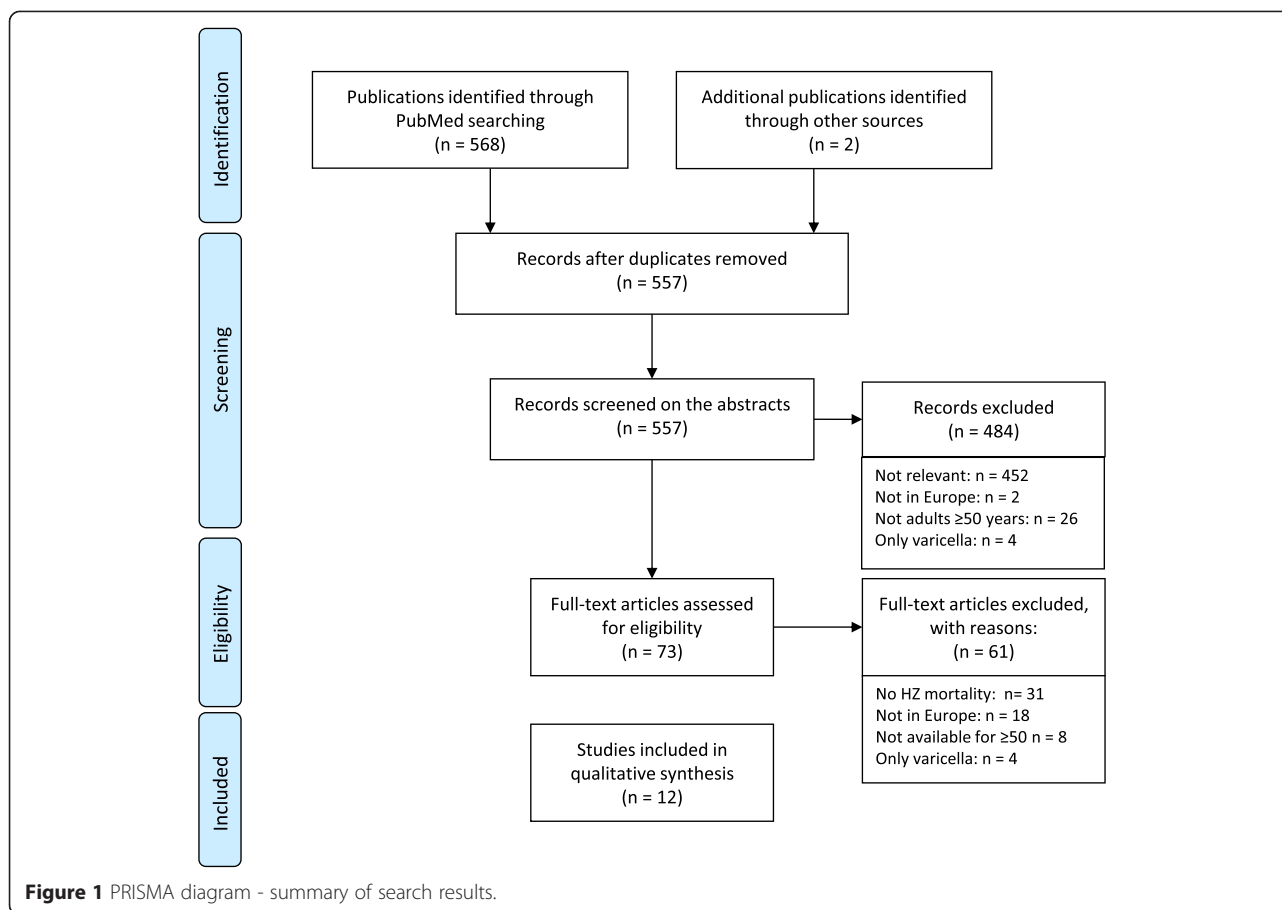 Identification
Publications identified through
PubMed searching
(n = 568)
Additional publications identified
through other sources
(n = 2)
Screening
Records after duplicates removed
(n = 557)
Records screened on the abstracts
(n = 557)
Records excluded
(n = 484)
Not relevant: n = 452
Not in Europe: n = 2
Not adults ≥50 years: n = 26
Only varicella: n = 4
Eligibility
Full-text articles assessed
for eligibility
(n = 73)
Full-text articles excluded,
with reasons:
(n = 61)
No HZ mortality:  n= 31
Not in Europe: n = 18
Not available for ≥50 n = 8
Only varicella: n = 4
Included
Studies included in
qualitative synthesis
(n = 12)
Figure 1 PRISMA diagram - summary of search results.